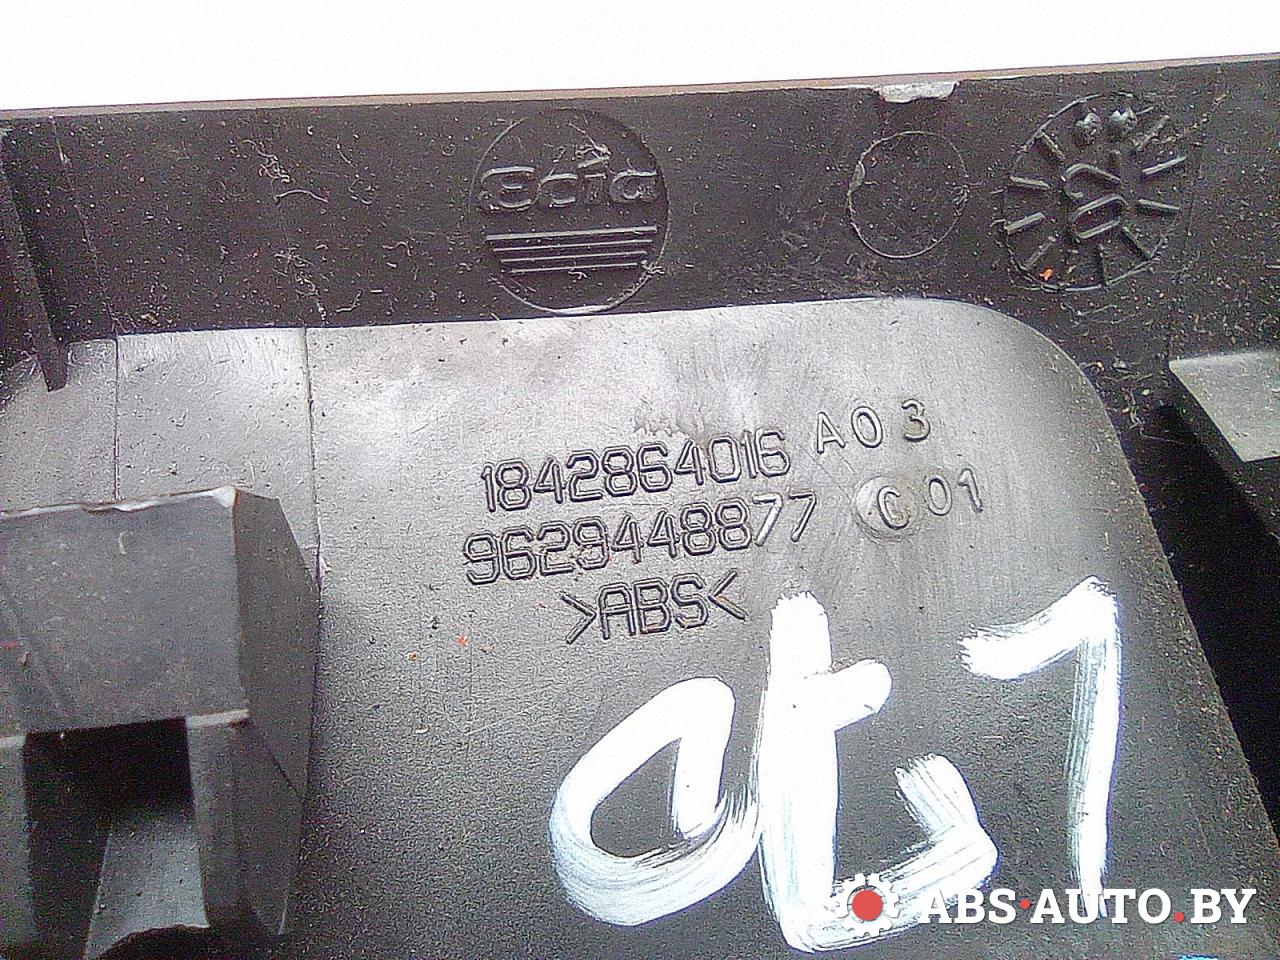 ecia
1842864016 A03
9629448877 C01
>ABS<
ABS·AUTO.BY